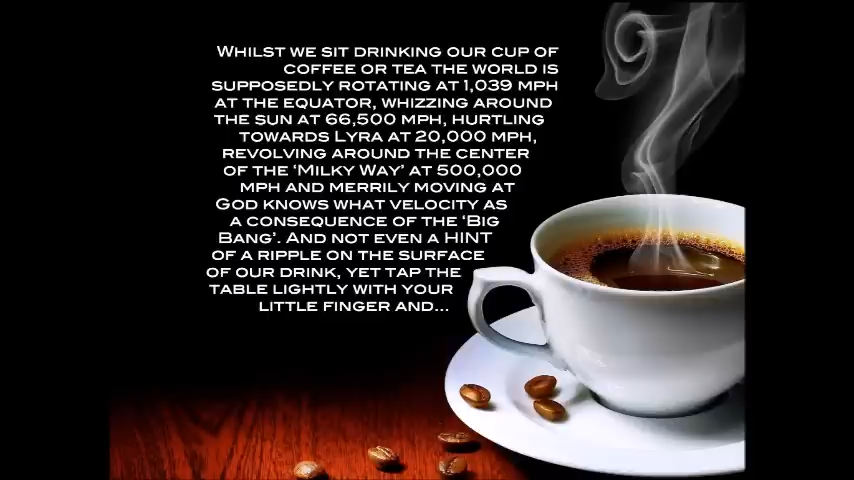 Whilst we sit drinking our cup of
coffee or tea the world is
supposedly rotating at 1,039 mph
at the equator, whizzing around
the sun at 66,500 mph, hurtling
towards Lyra at 20,000 mph,
revolving around the center
of the ‘Milky Way’ at 500,000
mph and merrily moving at
God knows what velocity as
a consequence of the ‘Big
Bang’. And not even a HINT
of a ripple on the surface
of our drink, yet tap the
table lightly with your
little finger and...